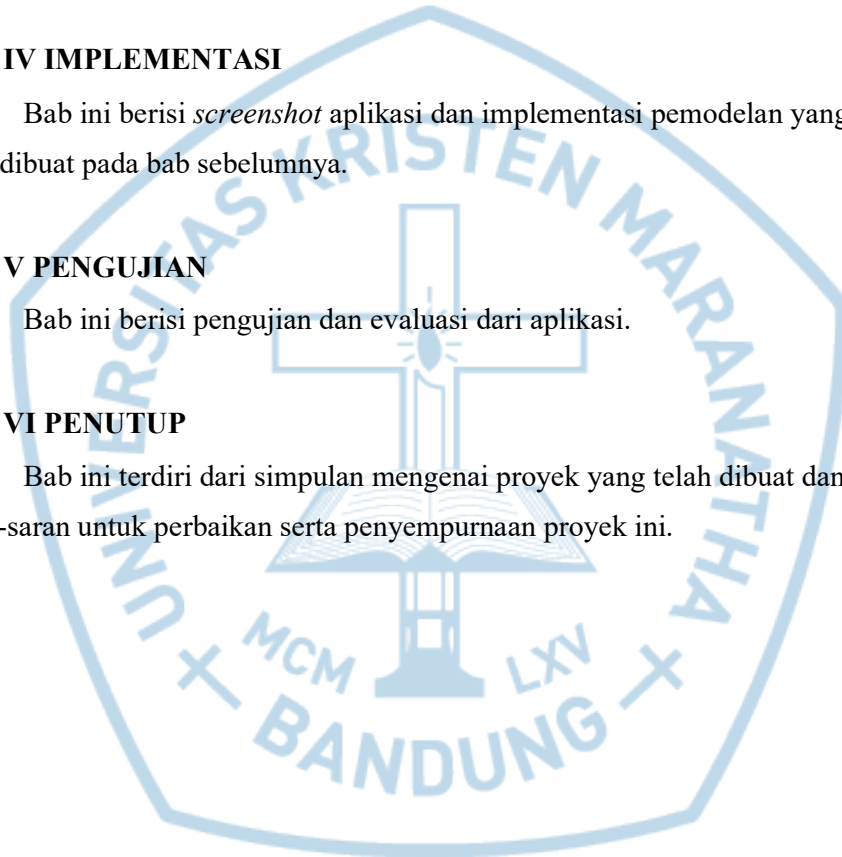 IV IMPLEMENTASI
Bab ini berisi screenshot aplikasi dan implementasi pemodelan yang
dibuat pada bab sebelumnya.
V PENGUJIAN
Bab ini berisi pengujian dan evaluasi dari aplikasi.
VI PENUTUP
Bab ini terdiri dari simpulan mengenai proyek yang telah dibuat dan
-saran untuk perbaikan serta penyempurnaan proyek ini.
UNIVERSITAS KRISTEN MARANATHA
MCM LXV
BANDUNG